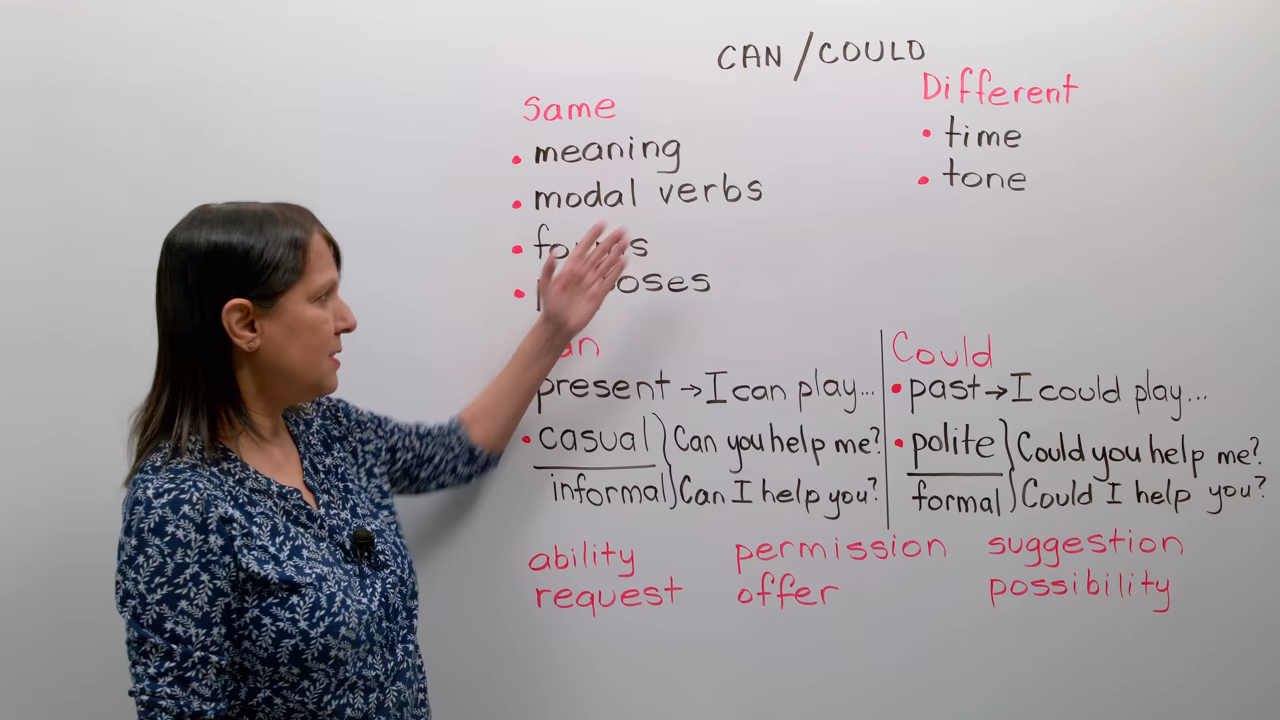 CAN / COULD
Same
• meaning
• modal verbs
•
•
Different
• time
• tone
present → I can play...
• casual
informal
Can you help me?
Can I help you?
Could
• past → I could play...
• polite
formal
Could you help me?
Could I help you?
ability permission suggestion
request offer possibility